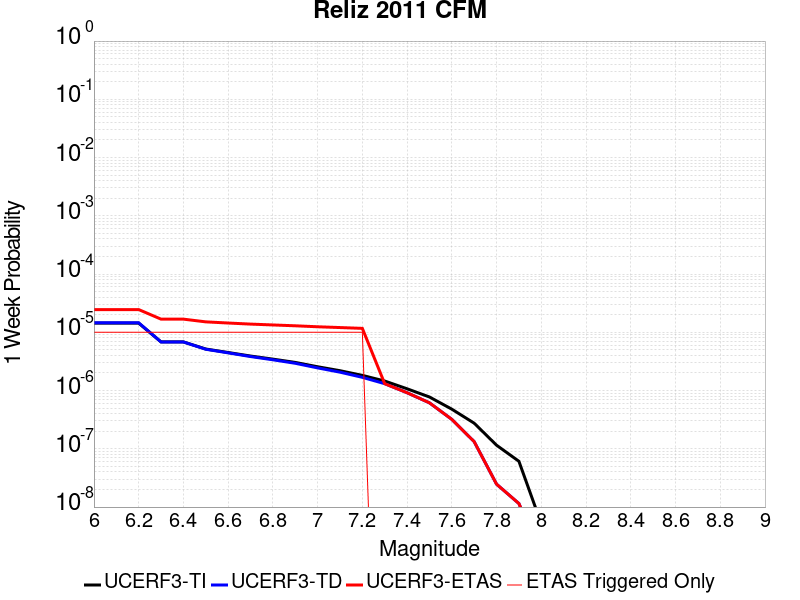 Reliz 2011 CFM
10^0
10^-1
10^-2
10^-3
10^-4
10^-5
10^-6
10^-7
10^-8
1 Week Probability
6 6.2 6.4 6.6 6.8 7 7.2 7.4 7.6 7.8 8 8.2 8.4 8.6 8.8 9
Magnitude
UCERF3-TI UCERF3-TD UCERF3-ETAS ETAS Triggered Only